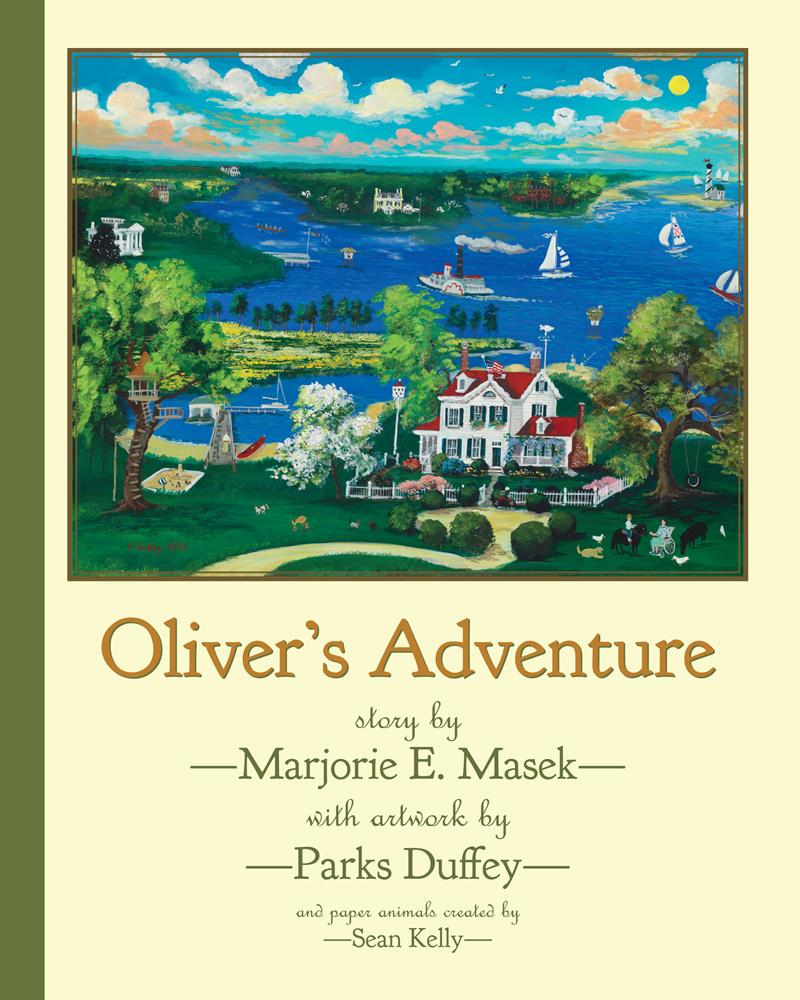 Oliver's Adventure
story by
—Marjorie E. Masek—
with artwork by
—Parks Duffey—
and paper animals created by
—Sean Kelly—